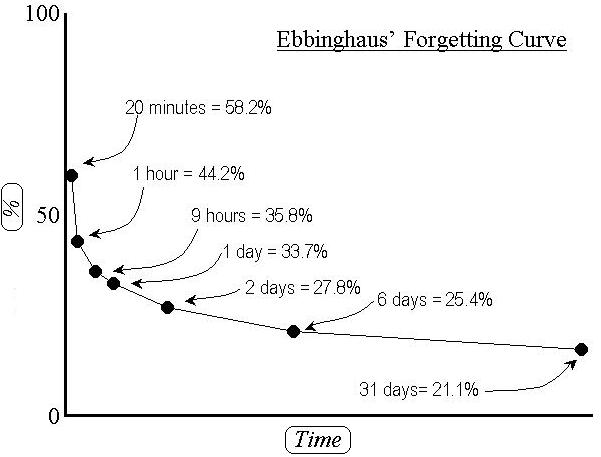 100
Ebbinghaus’ Forgetting Curve
20 minutes = 58.2%
1 hour = 44.2%
%
50
9 hours = 35.8%
1 day = 33.7%
2 days = 27.8%
6 days = 25.4%
31 days= 21.1%
0
Time